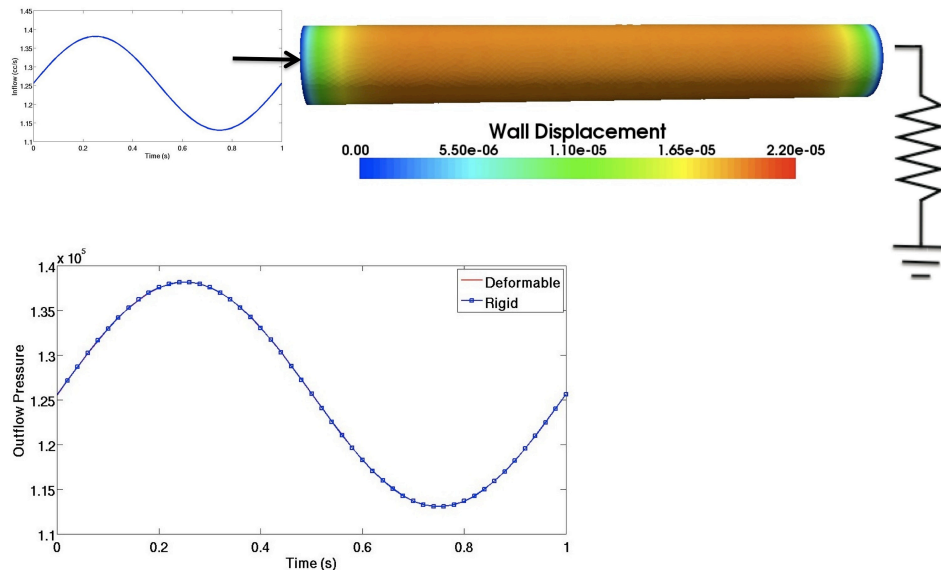 1.45
1.4
1.35
1.3
1.25
1.2
1.15
1.1
Inflow (cc/s)
0 0.2 0.4 0.6 0.8 1
Time (s)
Wall Displacement
0.00 5.50e-06 1.10e-05 1.65e-05 2.20e-05
x 10^5
1.4
1.35
1.3
1.25
1.2
1.15
1.1
Outflow Pressure
Deformable
Rigid
0 0.2 0.4 0.6 0.8 1
Time (s)